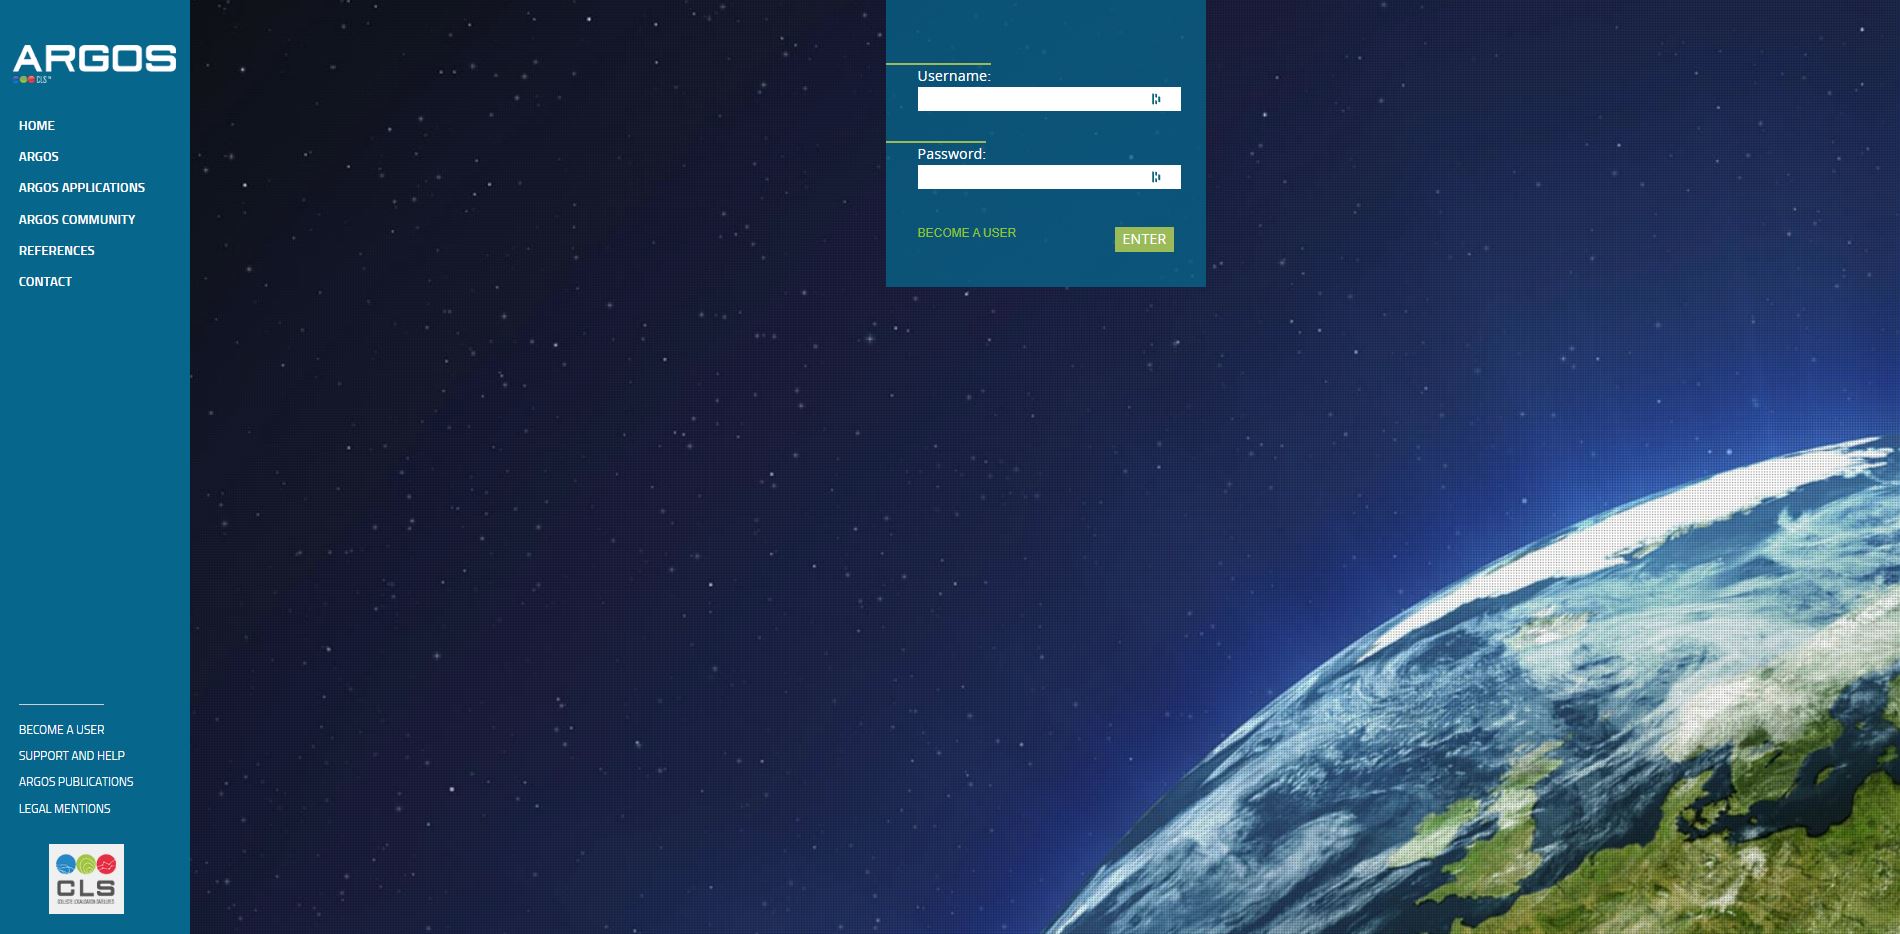 ARGOS
CLS
HOME
ARGOS
ARGOS APPLICATIONS
ARGOS COMMUNITY
REFERENCES
CONTACT
Username:
Password:
BECOME A USER
ENTER
BECOME A USER
SUPPORT AND HELP
ARGOS PUBLICATIONS
LEGAL MENTIONS
CLS